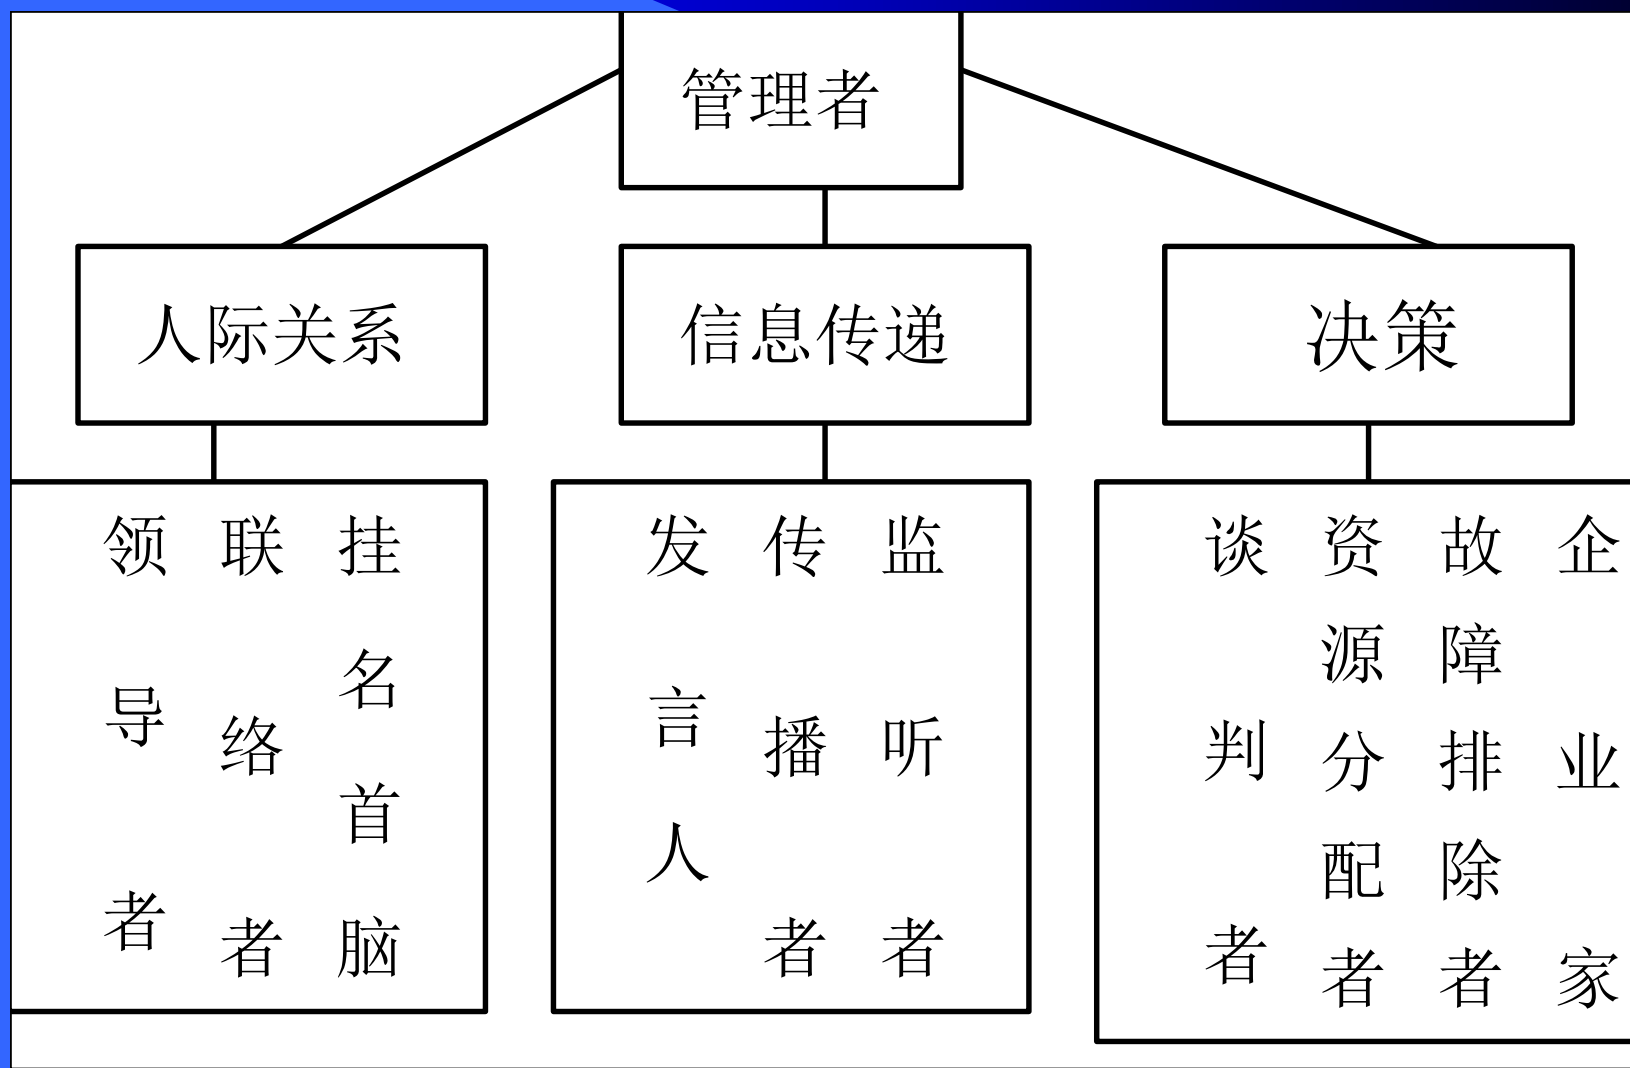 管理者
人际关系
信息传递
决策
挂名首脑
联络者
领导者
监听者
传播者
发言人
企业家
故障排除者
资源分配者
谈判者